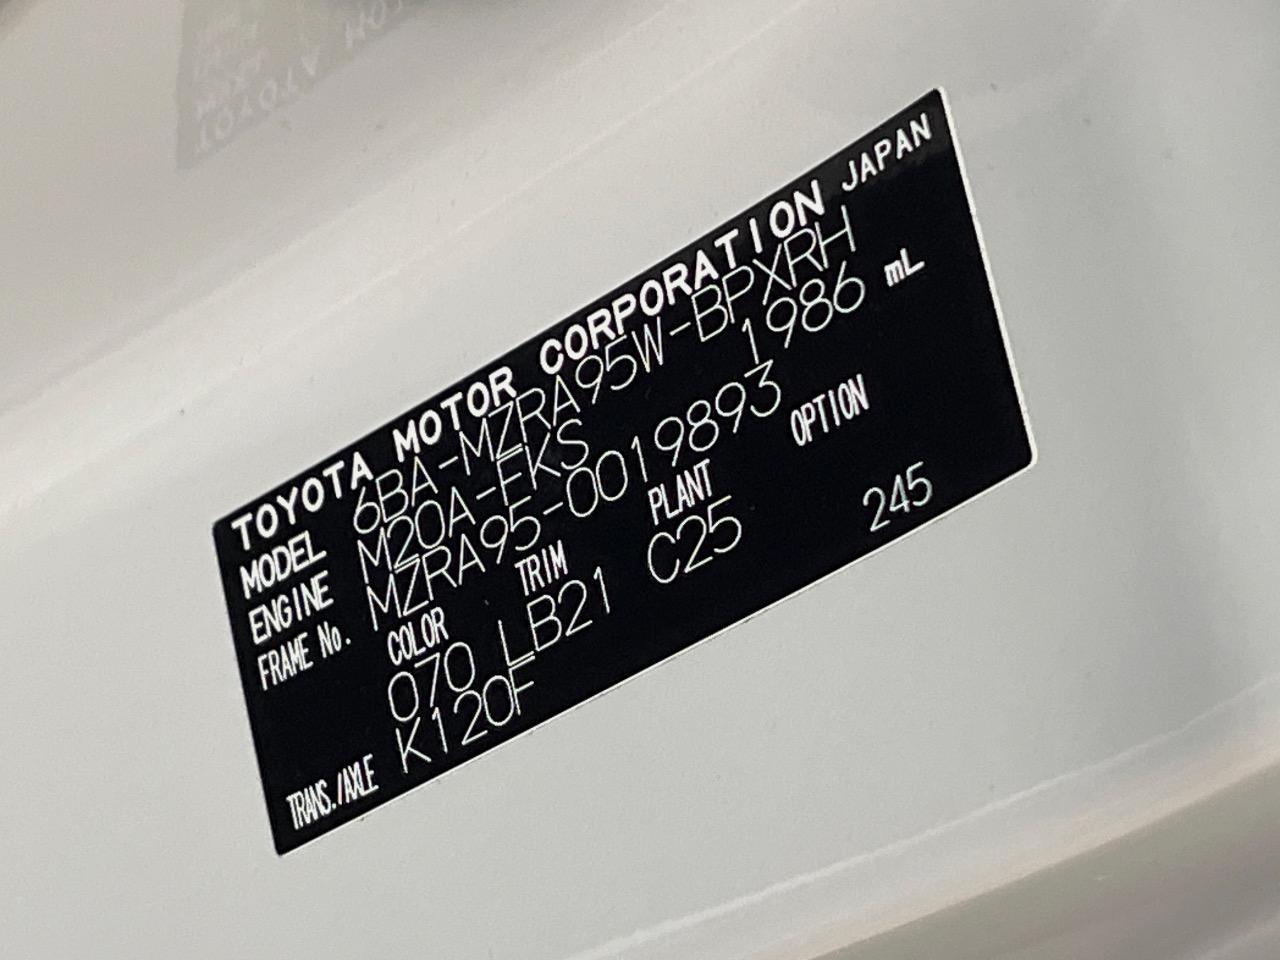 TOYOTA MOTOR CORPORATION JAPAN
MODEL 6BA-MZRA95W-BPXRH
ENGINE M20A-FKS 1986 mL
FRAME No. MZRA95-0019893
COLOR TRIM PLANT OPTION
070 LB21 C25 245
TRANS./AXLE K120F